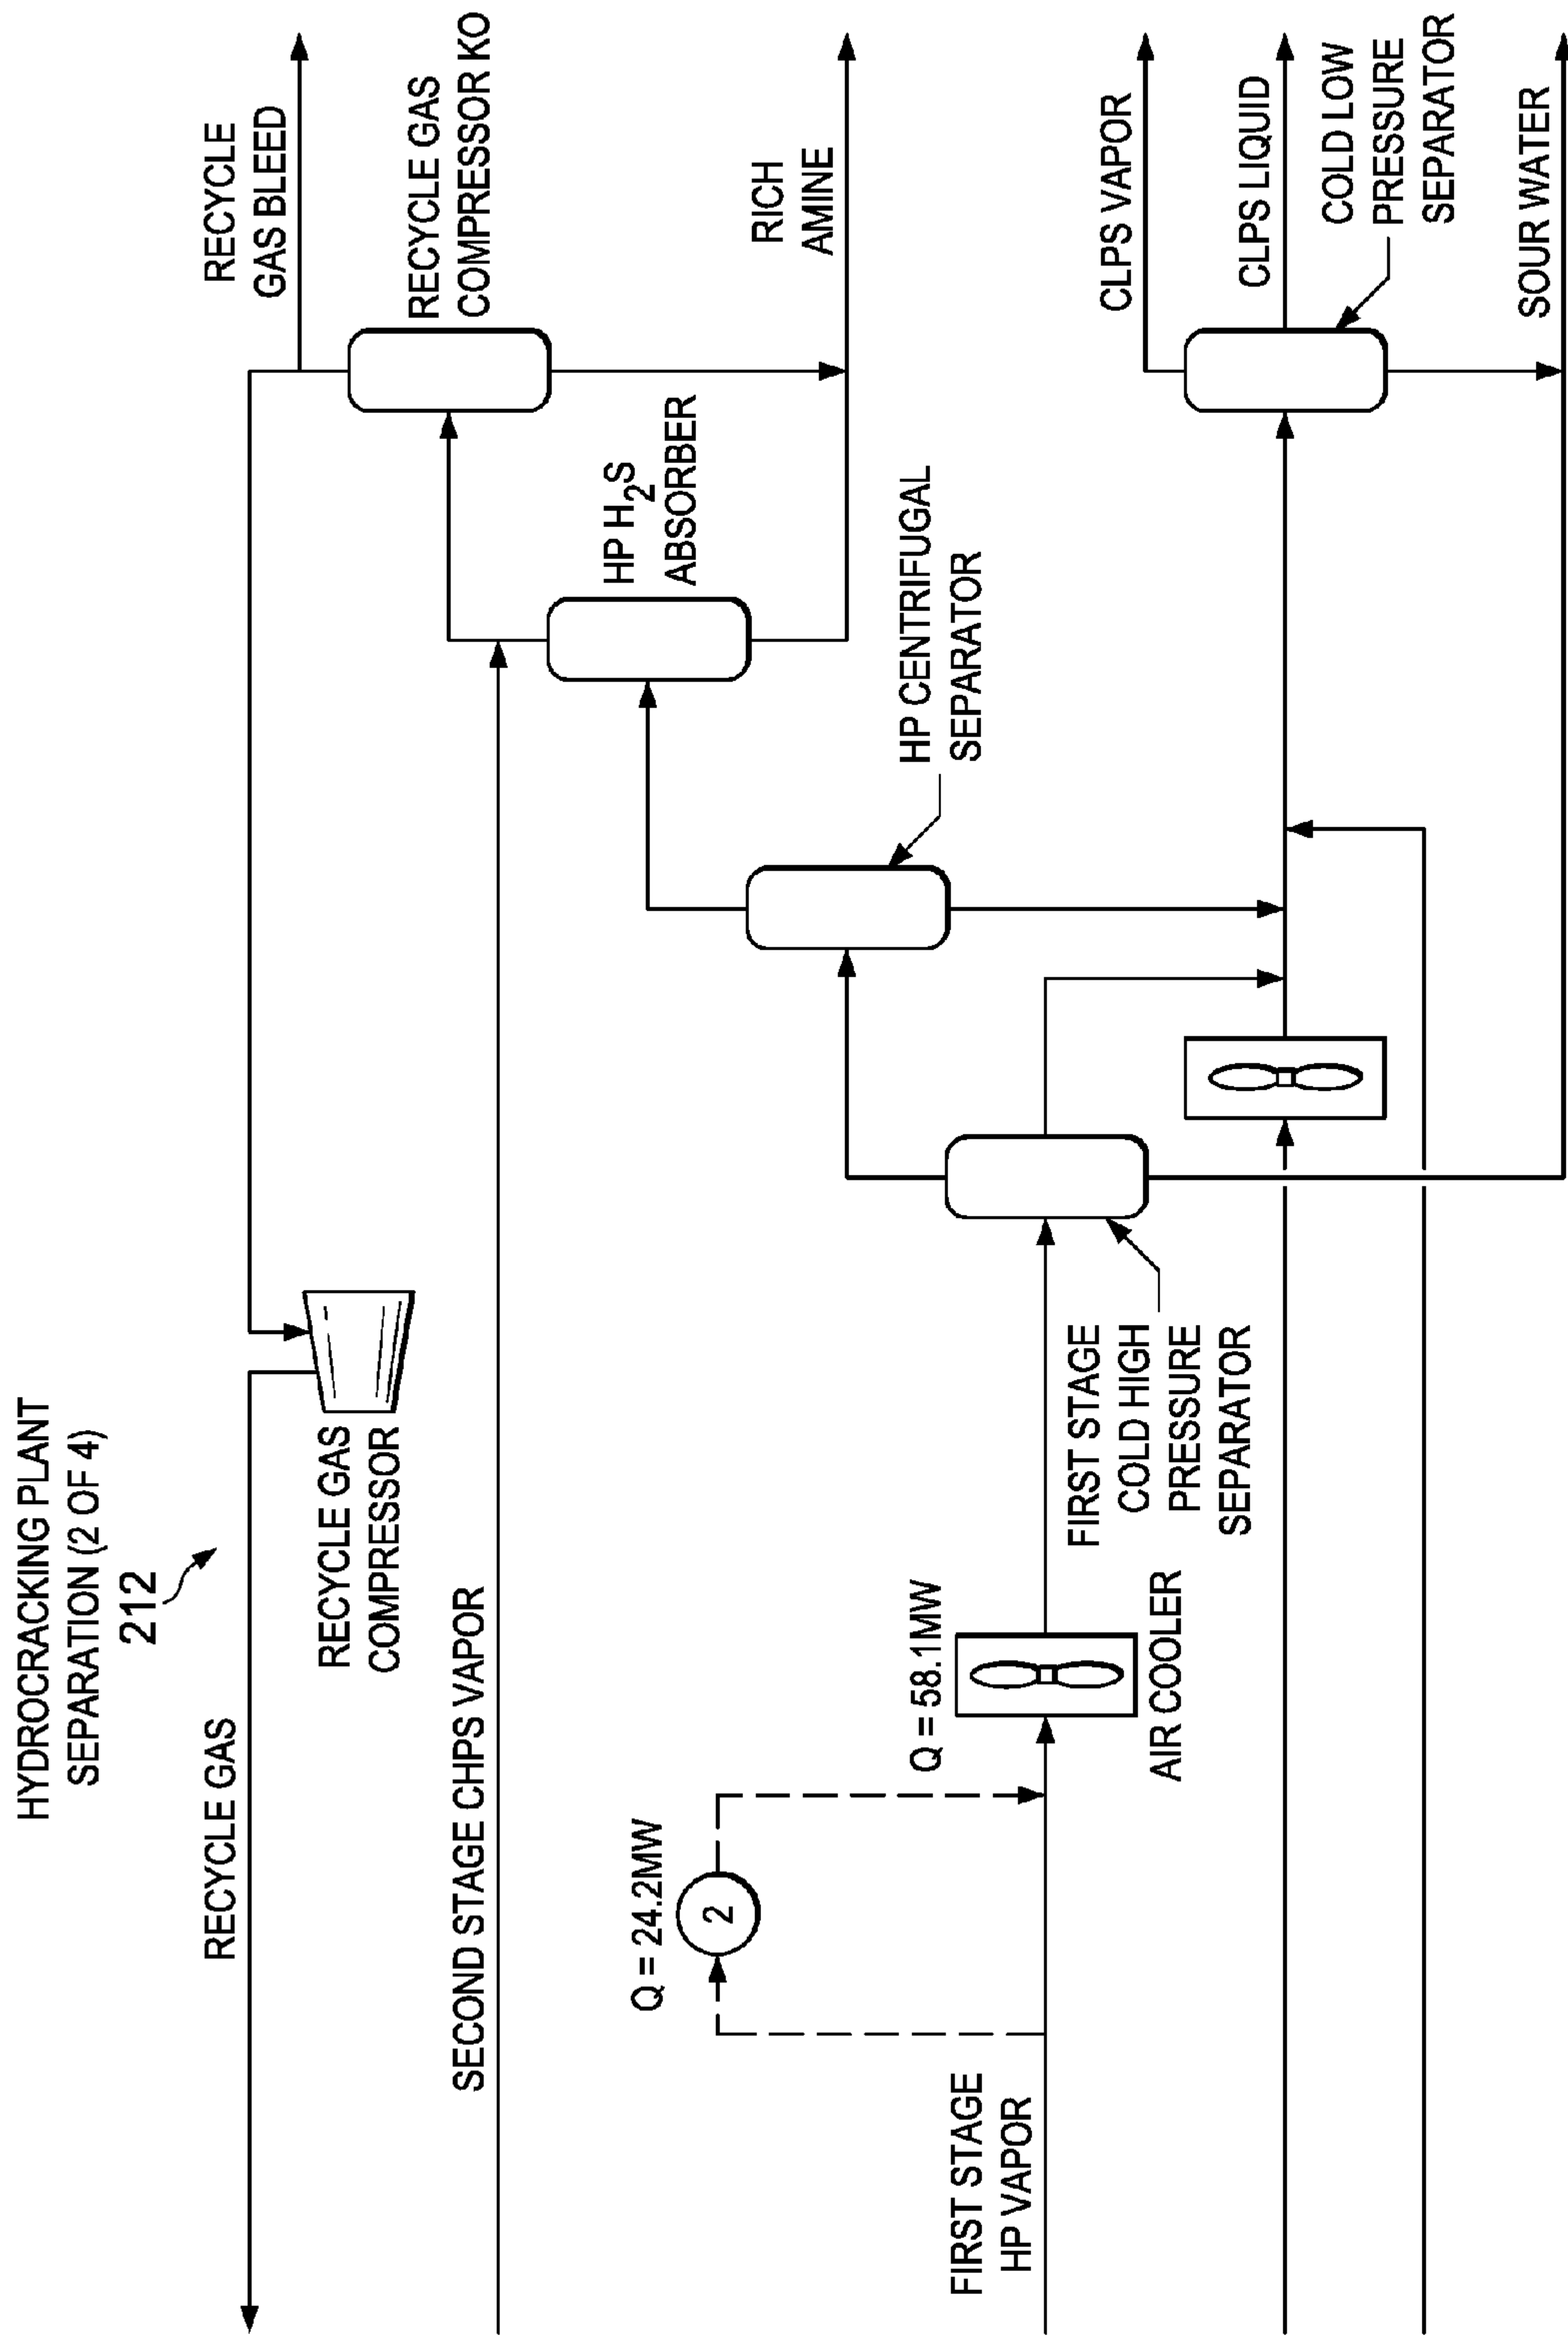 HYDROCRACKING PLANT
SEPARATION (2 OF 4)
212
RECYCLE GAS
RECYCLE GAS
COMPRESSOR
RECYCLE
GAS BLEED
RECYCLE GAS
COMPRESSOR KO
SECOND STAGE CHPS VAPOR
HP H2S
ABSORBER
RICH
AMINE
Q = 24.2MW
2
FIRST STAGE
HP VAPOR
Q = 58.1MW
AIR COOLER
FIRST STAGE
COLD HIGH
PRESSURE
SEPARATOR
HP CENTRIFUGAL
SEPARATOR
CLPS VAPOR
CLPS LIQUID
COLD LOW
PRESSURE
SEPARATOR
SOUR WATER